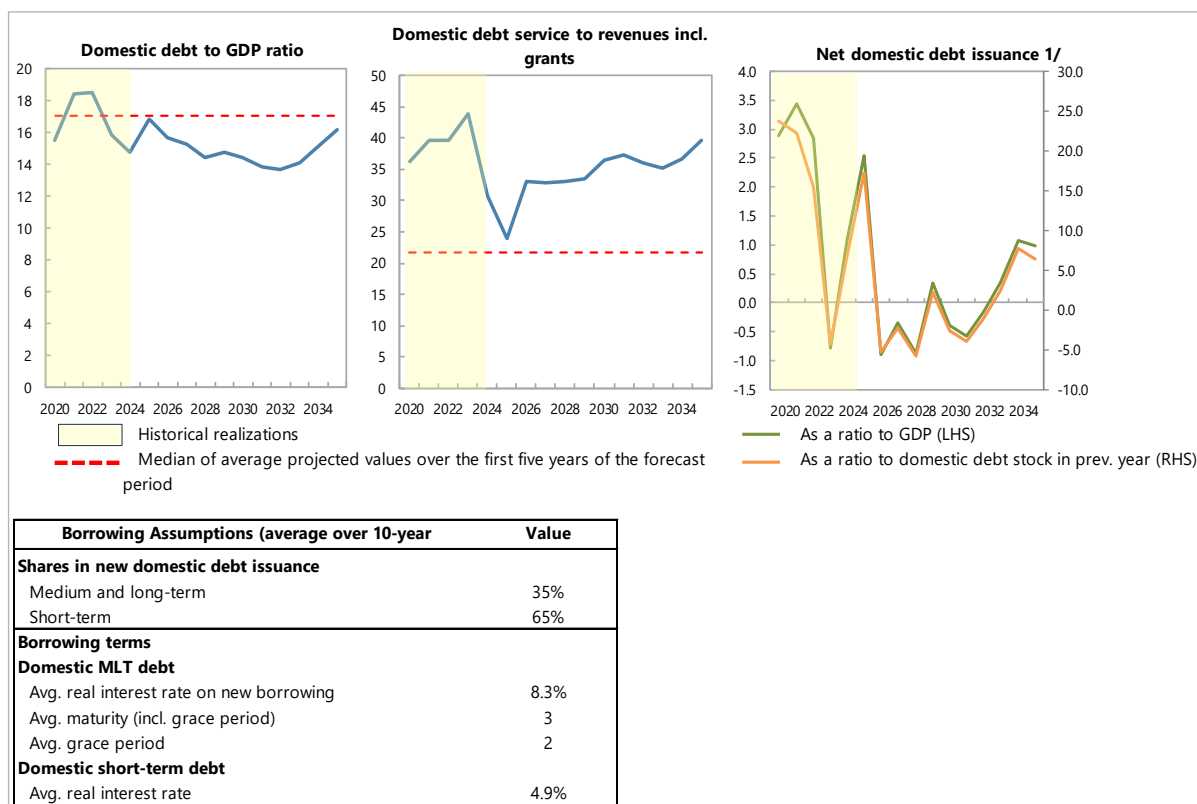 Domestic debt to GDP ratio
20
18
16
14
12
10
8
6
4
2
0
2020 2022 2024 2026 2028 2030 2032 2034
Domestic debt service to revenues incl.
grants
50
45
40
35
30
25
20
15
10
5
0
2020 2022 2024 2026 2028 2030 2032 2034
Net domestic debt issuance 1/
4.0
3.5
3.0
2.5
2.0
1.5
1.0
0.5
0.0
-0.5
-1.0
-1.5
30.0
25.0
20.0
15.0
10.0
5.0
0.0
-5.0
-10.0
2020 2022 2024 2026 2028 2030 2032 2034
Historical realizations
Median of average projected values over the first five years of the forecast
period
As a ratio to GDP (LHS)
As a ratio to domestic debt stock in prev. year (RHS)
Borrowing Assumptions (average over 10-year Value
Shares in new domestic debt issuance
Medium and long-term 35%
Short-term 65%
Borrowing terms
Domestic MLT debt
Avg. real interest rate on new borrowing 8.3%
Avg. maturity (incl. grace period) 3
Avg. grace period 2
Domestic short-term debt
Avg. real interest rate 4.9%